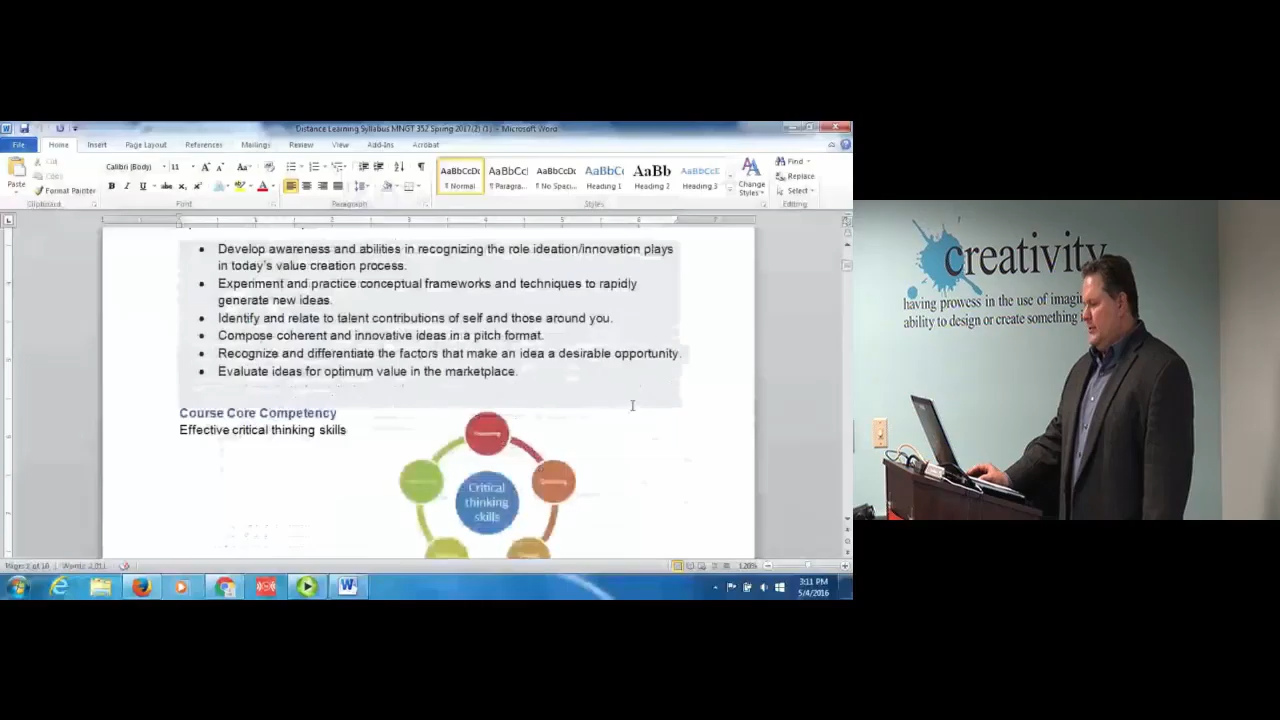 Distance Learning Syllabus MNGT 352 Spring 2017(2) (1) - Microsoft Word
File Home Insert Page Layout References Mailings Review View Add-Ins Acrobat
Paste
Cut
Copy
Format Painter
Clipboard
Calibri (Body) 11
Font
Paragraph
AaBbCcDc AaBbCcI AaBbCcDc AaBbC( AaBb AaBbCcE
¶ Normal ¶ Paragra... ¶ No Spaci... Heading 1 Heading 2 Heading 3
Styles
Change Styles
Find
Replace
Select
Editing
• Develop awareness and abilities in recognizing the role ideation/innovation plays
in today's value creation process.
• Experiment and practice conceptual frameworks and techniques to rapidly
generate new ideas.
• Identify and relate to talent contributions of self and those around you.
• Compose coherent and innovative ideas in a pitch format.
• Recognize and differentiate the factors that make an idea a desirable opportunity.
• Evaluate ideas for optimum value in the marketplace.
Course Core Competency
Effective critical thinking skills
Critical
thinking
skills
120%
3:11 PM
5/4/2016
creativity
having prowess in the use of
ability to design or create something